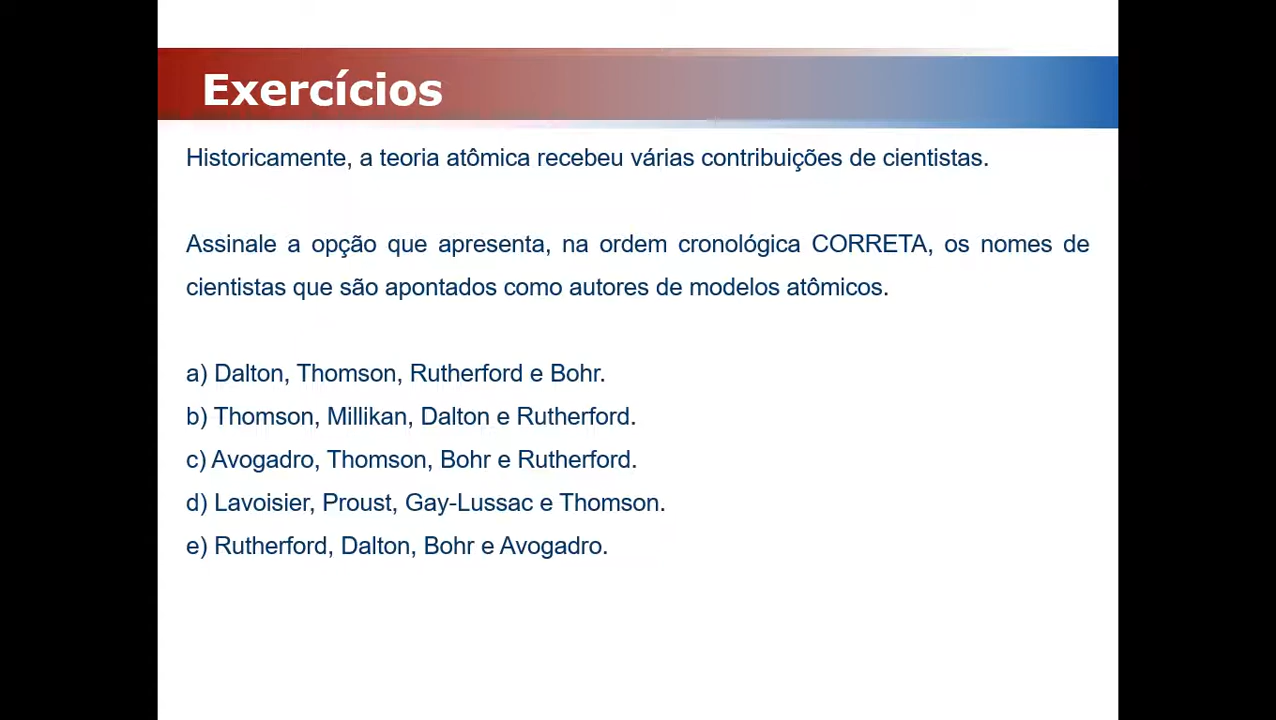 Exercícios
Historicamente, a teoria atômica recebeu várias contribuições de cientistas.
Assinale a opção que apresenta, na ordem cronológica CORRETA, os nomes de
cientistas que são apontados como autores de modelos atômicos.
a) Dalton, Thomson, Rutherford e Bohr.
b) Thomson, Millikan, Dalton e Rutherford.
c) Avogadro, Thomson, Bohr e Rutherford.
d) Lavoisier, Proust, Gay-Lussac e Thomson.
e) Rutherford, Dalton, Bohr e Avogadro.